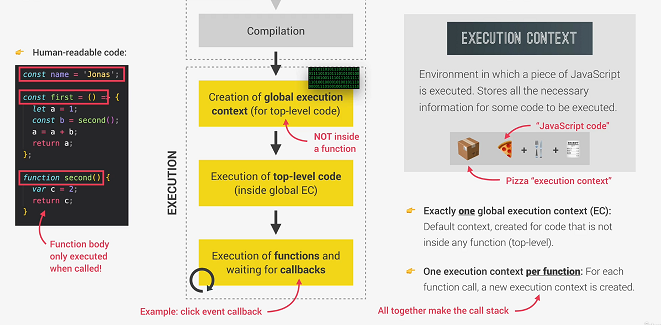 Compilation
👉 Human-readable code:
const name = 'Jonas';
const first = () => {
let a = 1;
const b = second();
a = a + b;
return a;
};
function second() {
var c = 2;
return c;
}
Function body
only executed
when called!
EXECUTION
Creation of global execution
context (for top-level code)
NOT inside
a function
Execution of top-level code
(inside global EC)
Execution of functions and
waiting for callbacks
Example: click event callback
EXECUTION CONTEXT
Environment in which a piece of JavaScript
is executed. Stores all the necessary
information for some code to be executed.
“JavaScript code”
+ +
Pizza “execution context”
👉 Exactly one global execution context (EC):
Default context, created for code that is not
inside any function (top-level).
👉 One execution context per function: For each
function call, a new execution context is created.
All together make the call stack